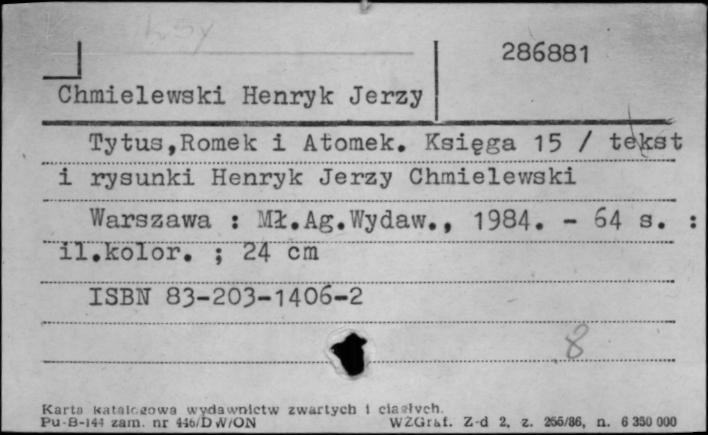 286881
Chmielewski Henryk Jerzy
Tytus,Romek i Atomek. Księga 15 / tekst
i rysunki Henryk Jerzy Chmielewski
Warszawa : Mł.Ag.Wydaw., 1984. - 64 s. :
il.kolor. ; 24 cm
ISBN 83-203-1406-2
8
Karta katalogowa wydawnictw zwartych i ciągłych.
Pu-B-144 zam. nr 446/DW/ON WZGraf. Z-d 2, z. 255/86, n. 6 350 000